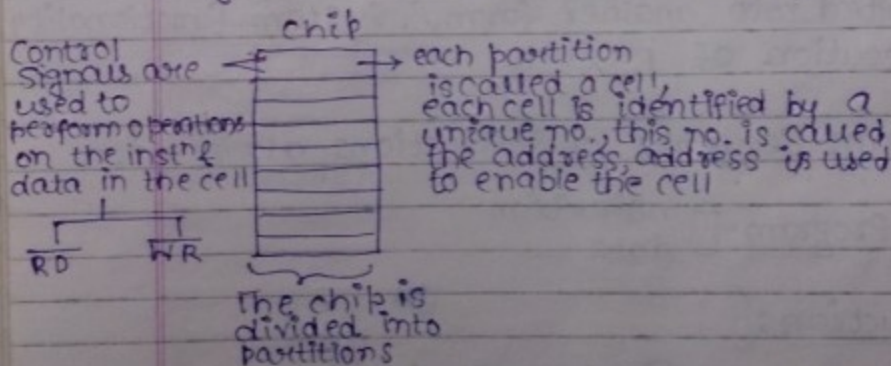 chip
Control
signals are
used to
perform operations
on the instn &
data in the cell
RD
WR
each partition
is called a cell,
each cell is identified by a
unique no., this no. is called
the address, address is used
to enable the cell
The chip is
divided into
partitions